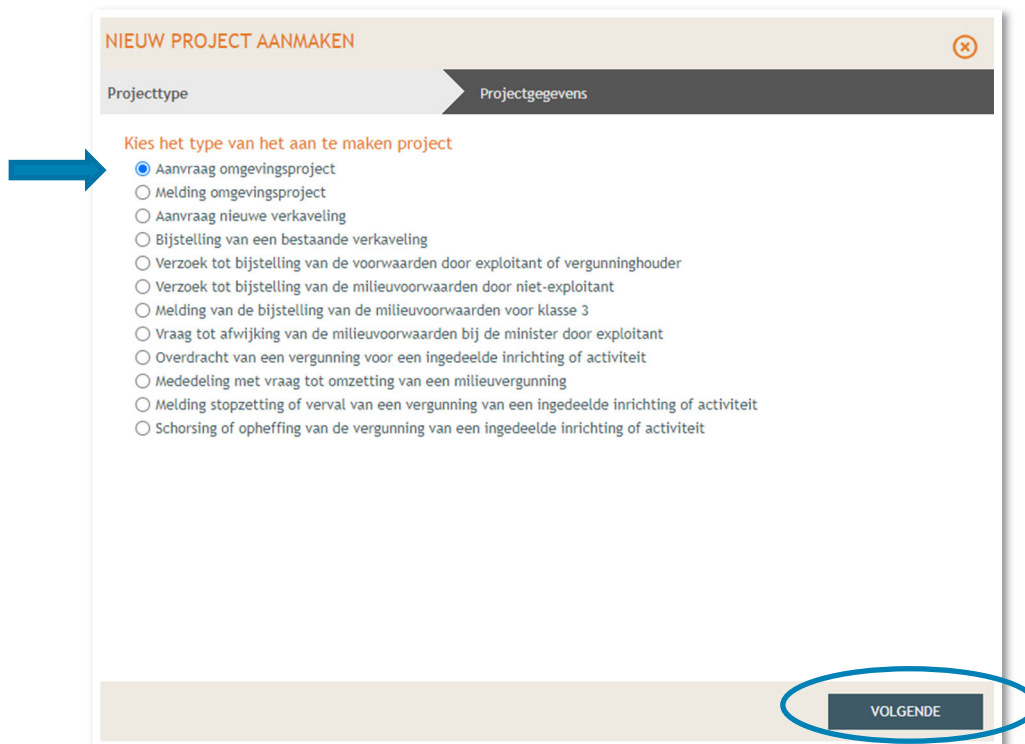 NIEUW PROJECT AANMAKEN
Projecttype
Projectgegevens
Kies het type van het aan te maken project
Aanvraag omgevingsproject
Melding omgevingsproject
Aanvraag nieuwe verkaveling
Bijstelling van een bestaande verkaveling
Verzoek tot bijstelling van de voorwaarden door exploitant of vergunninghouder
Verzoek tot bijstelling van de milieuvoorwaarden door niet-exploitant
Melding van de bijstelling van de milieuvoorwaarden voor klasse 3
Vraag tot afwijking van de milieuvoorwaarden bij de minister door exploitant
Overdracht van een vergunning voor een ingedeelde inrichting of activiteit
Mededeling met vraag tot omzetting van een milieuvergunning
Melding stopzetting of verval van een vergunning van een ingedeelde inrichting of activiteit
Schorsing of opheffing van de vergunning van een ingedeelde inrichting of activiteit
VOLGENDE